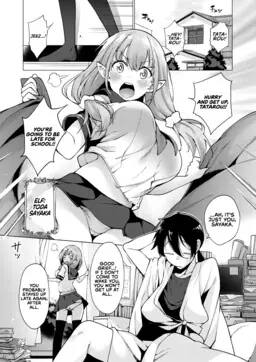 HEY!
TATA-
ROU!
JEEZ...
HURRY
AND GET UP,
TATAROU!
YOU'RE
GOING TO
BE LATE
FOR
SCHOOL!!
ELF:
TODA
SAYAKA
...AH,
IT'S JUST
YOU,
SAYAKA.
GOOD
GRIEF...
IF I DON'T
COME TO
WAKE YOU,
YOU WON'T
GET UP
AT ALL.
YOU
PROBABLY
STAYED UP
LATE AGAIN,
AFTER ALL.